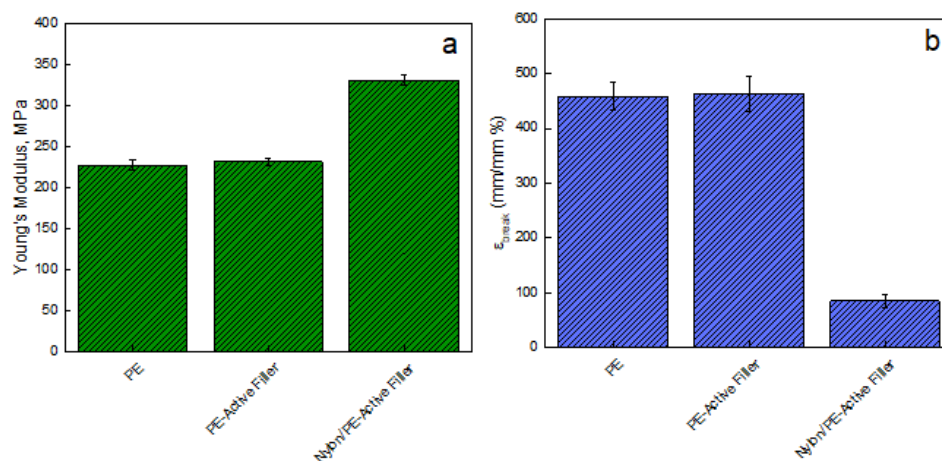 400
350
300
250
200
150
100
50
0
Young's Modulus, MPa
a
PE
PE-Active Filler
Nylon/PE-Active Filler
600
500
400
300
200
100
0
ε_break (mm/mm %)
b
PE
PE-Active Filler
Nylon/PE-Active Filler